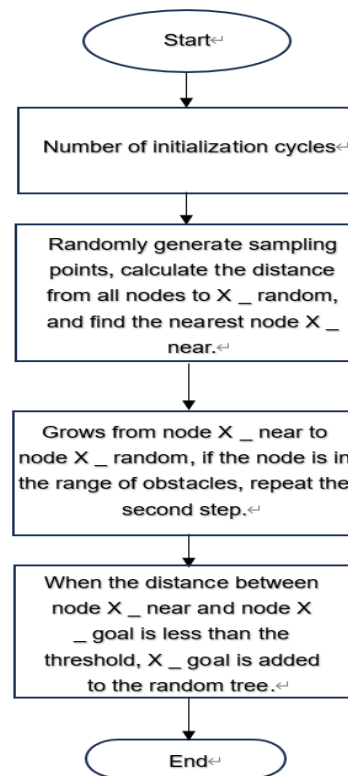 Start↵
Number of initialization cycles↵
Randomly generate sampling
points, calculate the distance
from all nodes to X _ random,
and find the nearest node X _
near.↵
Grows from node X _ near to
node X _ random, if the node is in
the range of obstacles, repeat the
second step.↵
When the distance between
node X _ near and node X
_ goal is less than the
threshold, X _ goal is added
to the random tree.↵
End↵